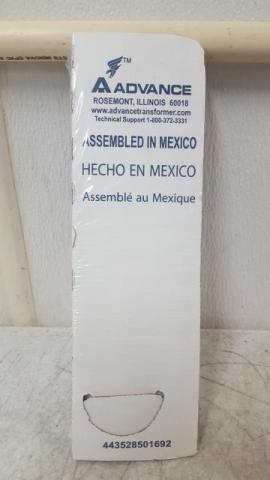 TM
ADVANCE
ROSEMONT, ILLINOIS 60018
www.advancetransformer.com
Technical Support 1-800-372-3331
ASSEMBLED IN MEXICO
HECHO EN MEXICO
Assemblé au Mexique
443528501692